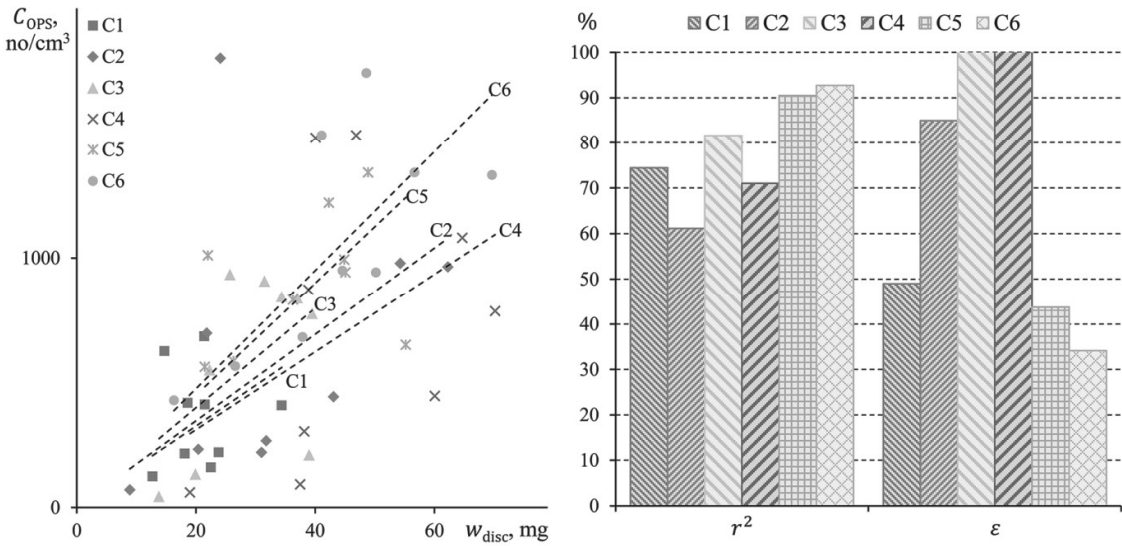 C_OPS,
no/cm³
C1
C2
C3
C4
C5
C6
C6
C5
C2
C4
C3
C1
1000
0
0 20 40 60 w_disc, mg
%
C1 C2 C3 C4 C5 C6
100
90
80
70
60
50
40
30
20
10
0
r² ε